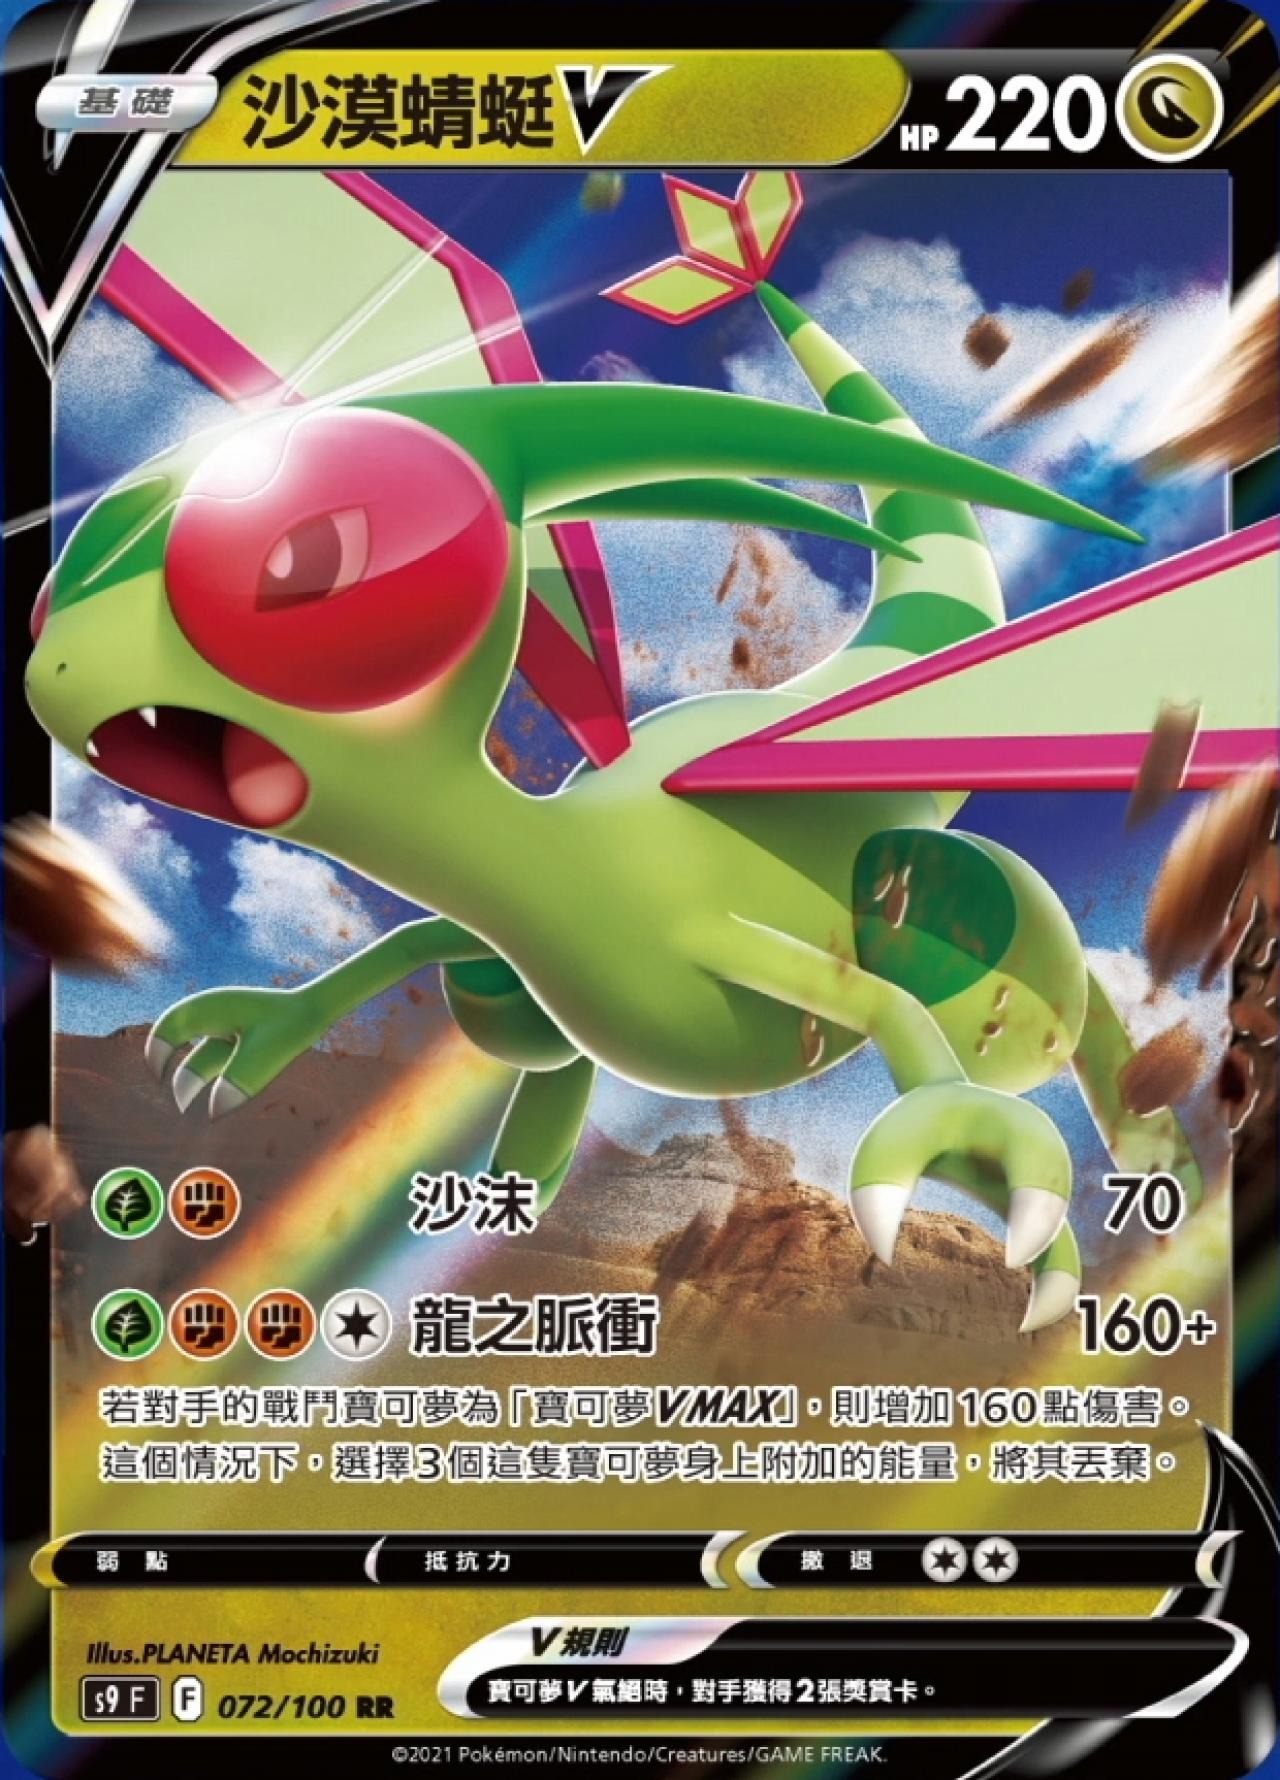 基礎
沙漠蜻蜓V
HP 220
沙沫 70
龍之脈衝 160+
若對手的戰鬥寶可夢為「寶可夢VMAX」，則增加160點傷害。
這個情況下，選擇3個這隻寶可夢身上附加的能量，將其丟棄。
弱點 抵抗力 撤退
Illus.PLANETA Mochizuki
V規則
寶可夢V氣絕時，對手獲得2張獎賞卡。
s9 F F 072/100 RR
©2021 Pokémon/Nintendo/Creatures/GAME FREAK.